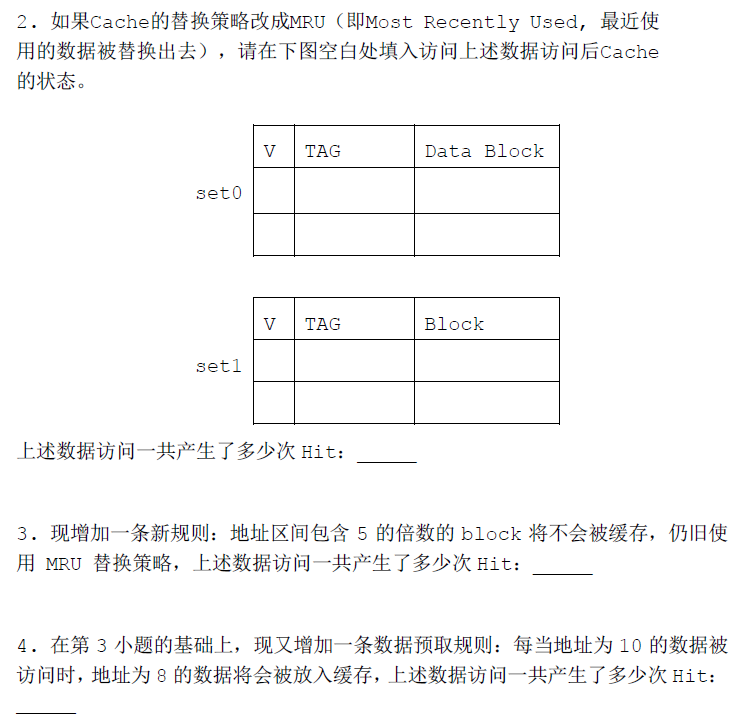 2. 如果Cache的替换策略改成MRU（即Most Recently Used, 最近使
用的数据被替换出去），请在下图空白处填入访问上述数据访问后Cache
的状态。
V TAG Data Block
set0
V TAG Block
set1
上述数据访问一共产生了多少次 Hit：______
3. 现增加一条新规则：地址区间包含 5 的倍数的 block 将不会被缓存，仍旧使
用 MRU 替换策略，上述数据访问一共产生了多少次 Hit：______
4. 在第 3 小题的基础上，现又增加一条数据预取规则：每当地址为 10 的数据被
访问时，地址为 8 的数据将会被放入缓存，上述数据访问一共产生了多少次 Hit：
______